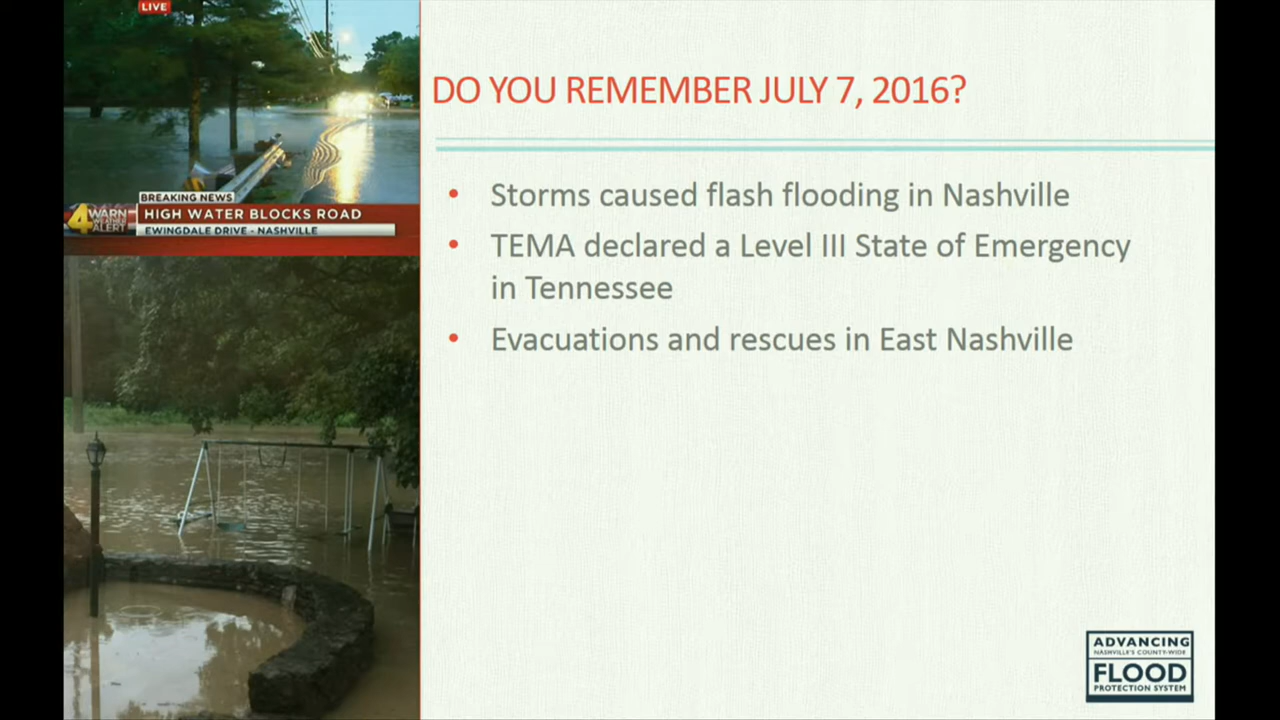 LIVE
BREAKING NEWS
4WARN
WEATHER
ALERT
HIGH WATER BLOCKS ROAD
EWINGDALE DRIVE - NASHVILLE
DO YOU REMEMBER JULY 7, 2016?
• Storms caused flash flooding in Nashville
• TEMA declared a Level III State of Emergency
in Tennessee
• Evacuations and rescues in East Nashville
ADVANCING
NASHVILLE'S COUNTY-WIDE
FLOOD
PROTECTION SYSTEM